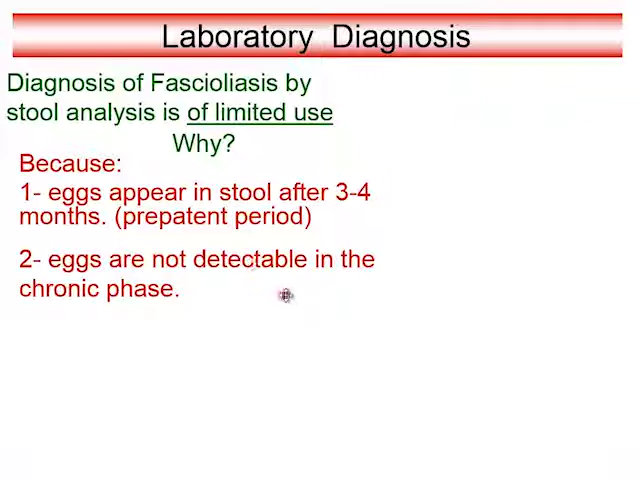 Laboratory Diagnosis
Diagnosis of Fascioliasis by
stool analysis is of limited use
Why?
Because:
1- eggs appear in stool after 3-4
months. (prepatent period)
2- eggs are not detectable in the
chronic phase.